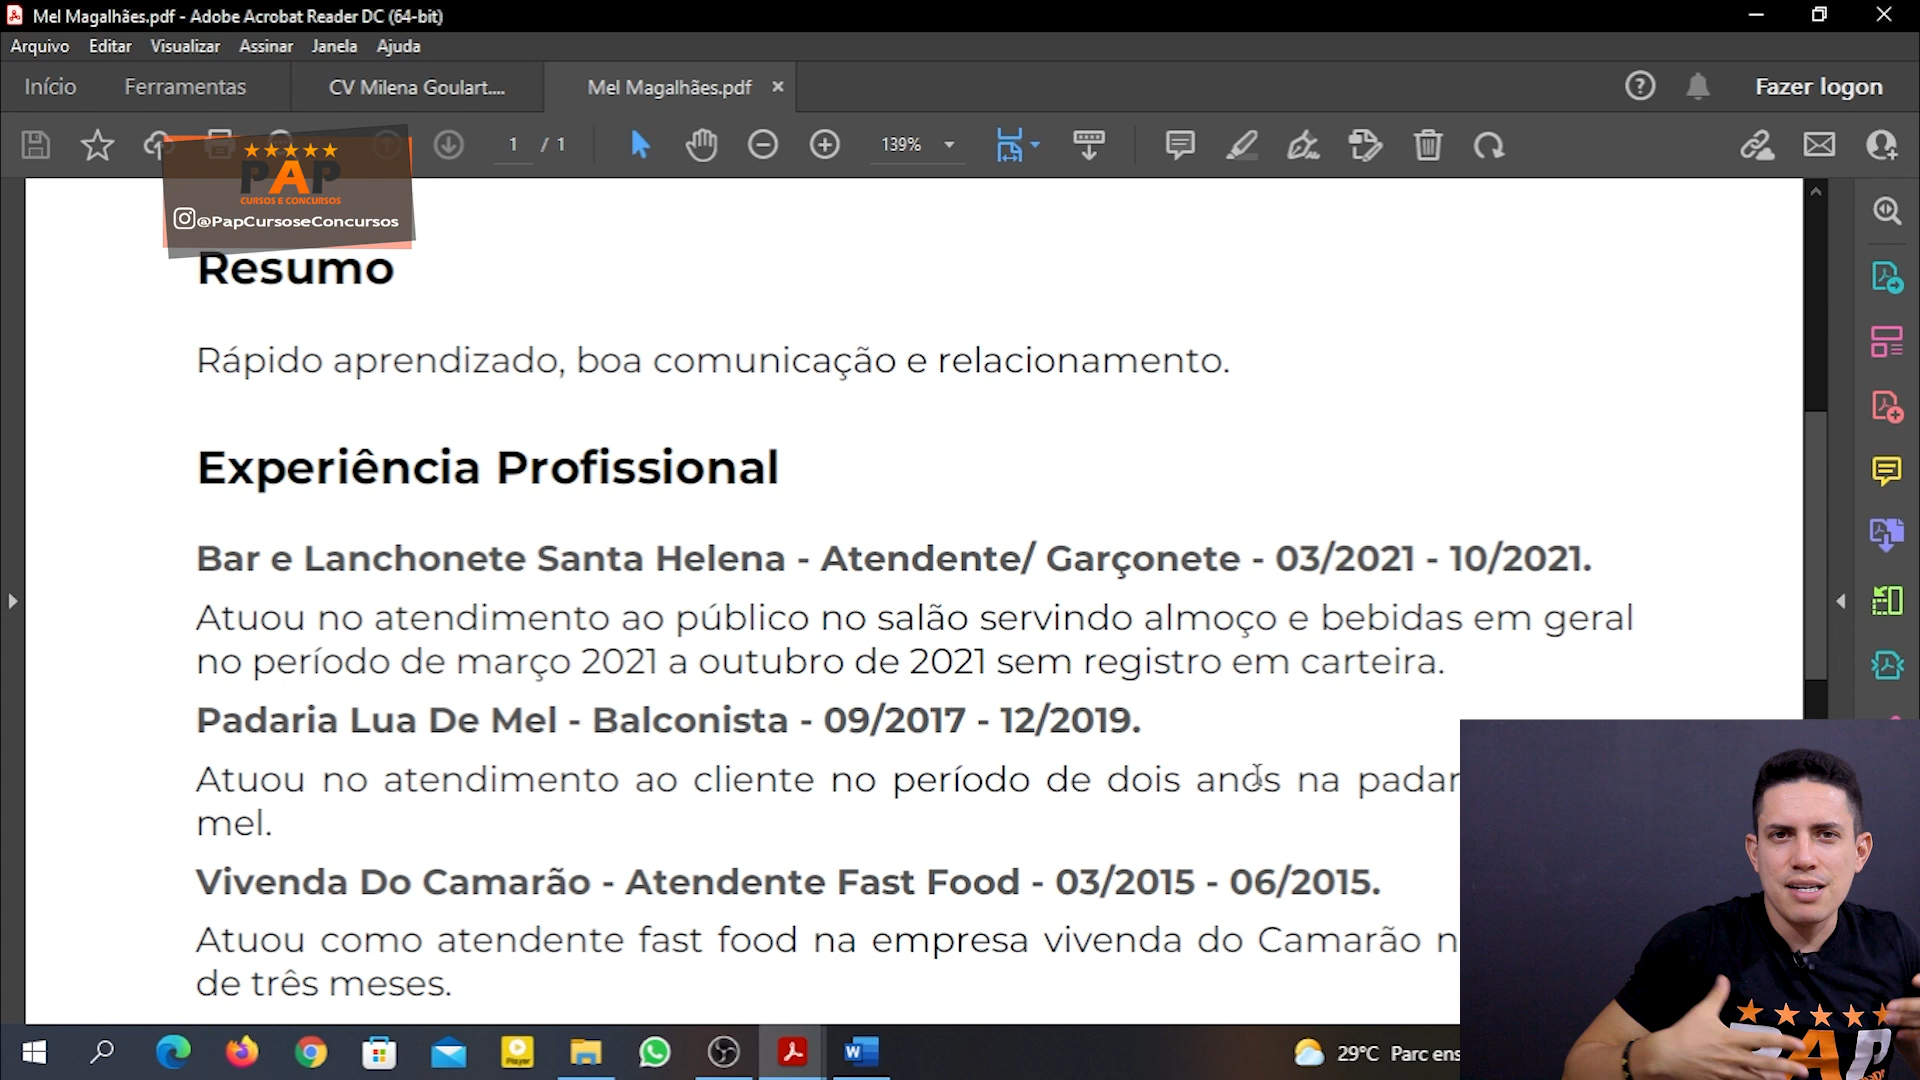 Mel Magalhães.pdf - Adobe Acrobat Reader DC (64-bit)
Arquivo Editar Visualizar Assinar Janela Ajuda
Início Ferramentas CV Milena Goulart.... Mel Magalhães.pdf × Fazer logon
1 / 1 139%
PAP
CURSOS E CONCURSOS
@PapCursoseConcursos
Resumo
Rápido aprendizado, boa comunicação e relacionamento.
Experiência Profissional
Bar e Lanchonete Santa Helena - Atendente/ Garçonete - 03/2021 - 10/2021.
Atuou no atendimento ao público no salão servindo almoço e bebidas em geral
no período de março 2021 a outubro de 2021 sem registro em carteira.
Padaria Lua De Mel - Balconista - 09/2017 - 12/2019.
Atuou no atendimento ao cliente no período de dois anos na padar
mel.
Vivenda Do Camarão - Atendente Fast Food - 03/2015 - 06/2015.
Atuou como atendente fast food na empresa vivenda do Camarão n
de três meses.
PAP
Player
W
29°C Parc ens